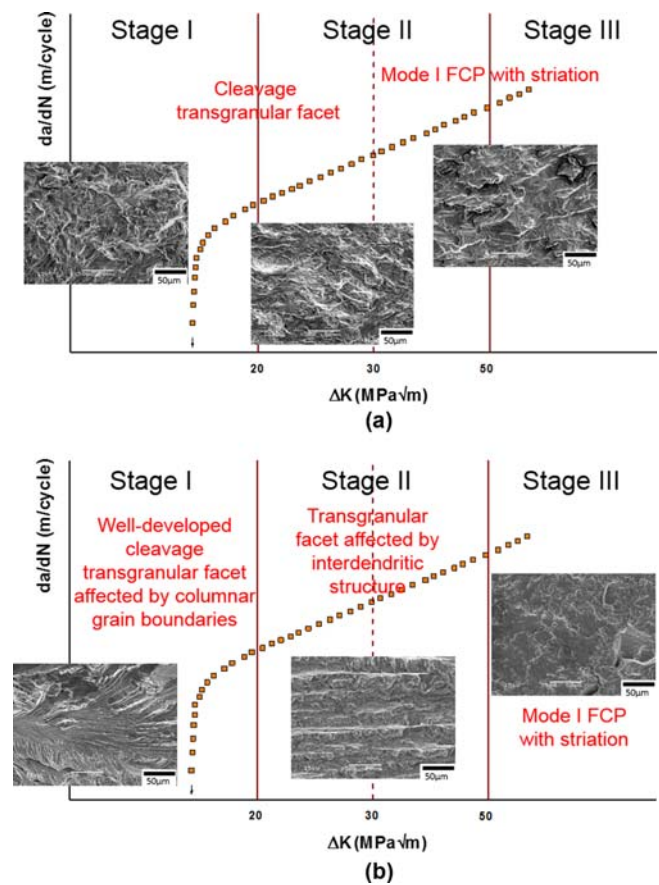 Stage I
Stage II
Stage III
Mode I FCP with striation
Cleavage
transgranular facet
da/dN (m/cycle)
50µm
50µm
50µm
20
30
50
ΔK (MPa√m)
(a)
Stage I
Stage II
Stage III
Well-developed
cleavage
transgranular facet
affected by columnar
grain boundaries
Transgranular
facet affected by
interdendritic
structure
da/dN (m/cycle)
Mode I FCP
with striation
50µm
50µm
50µm
20
30
50
ΔK (MPa√m)
(b)